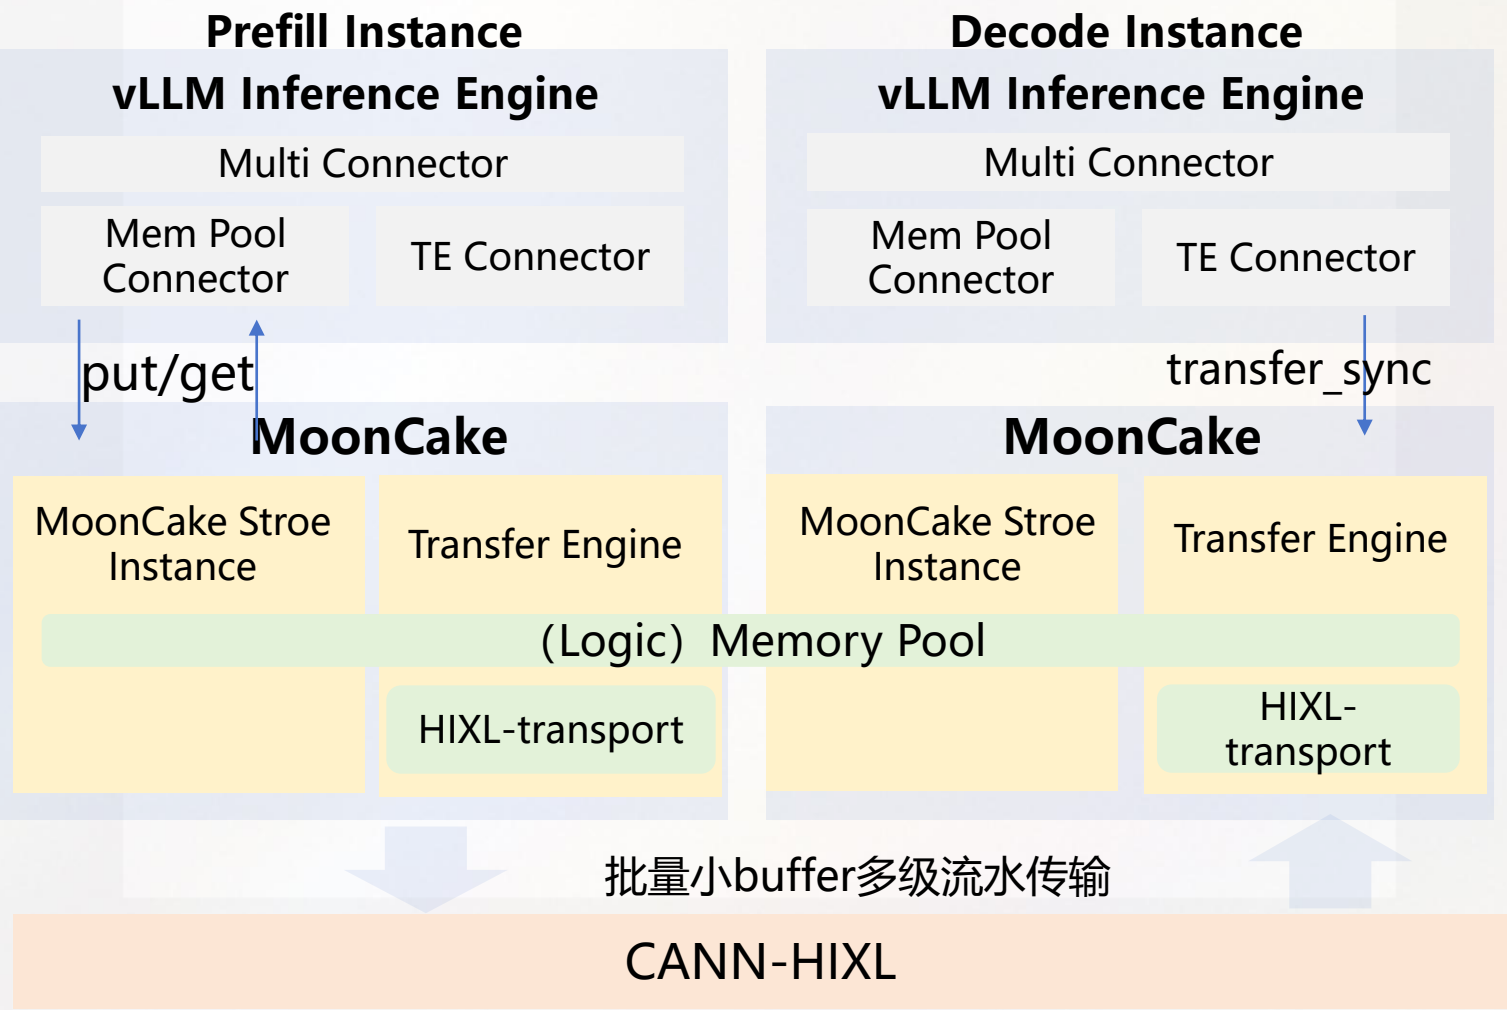 Prefill Instance
vLLM Inference Engine
Multi Connector
Mem Pool
Connector
TE Connector
put/get
MoonCake
MoonCake Stroe
Instance
Transfer Engine
Decode Instance
vLLM Inference Engine
Multi Connector
Mem Pool
Connector
TE Connector
transfer_sync
MoonCake
MoonCake Stroe
Instance
Transfer Engine
（Logic）Memory Pool
HIXL-transport
HIXL-
transport
批量小buffer多级流水传输
CANN-HIXL